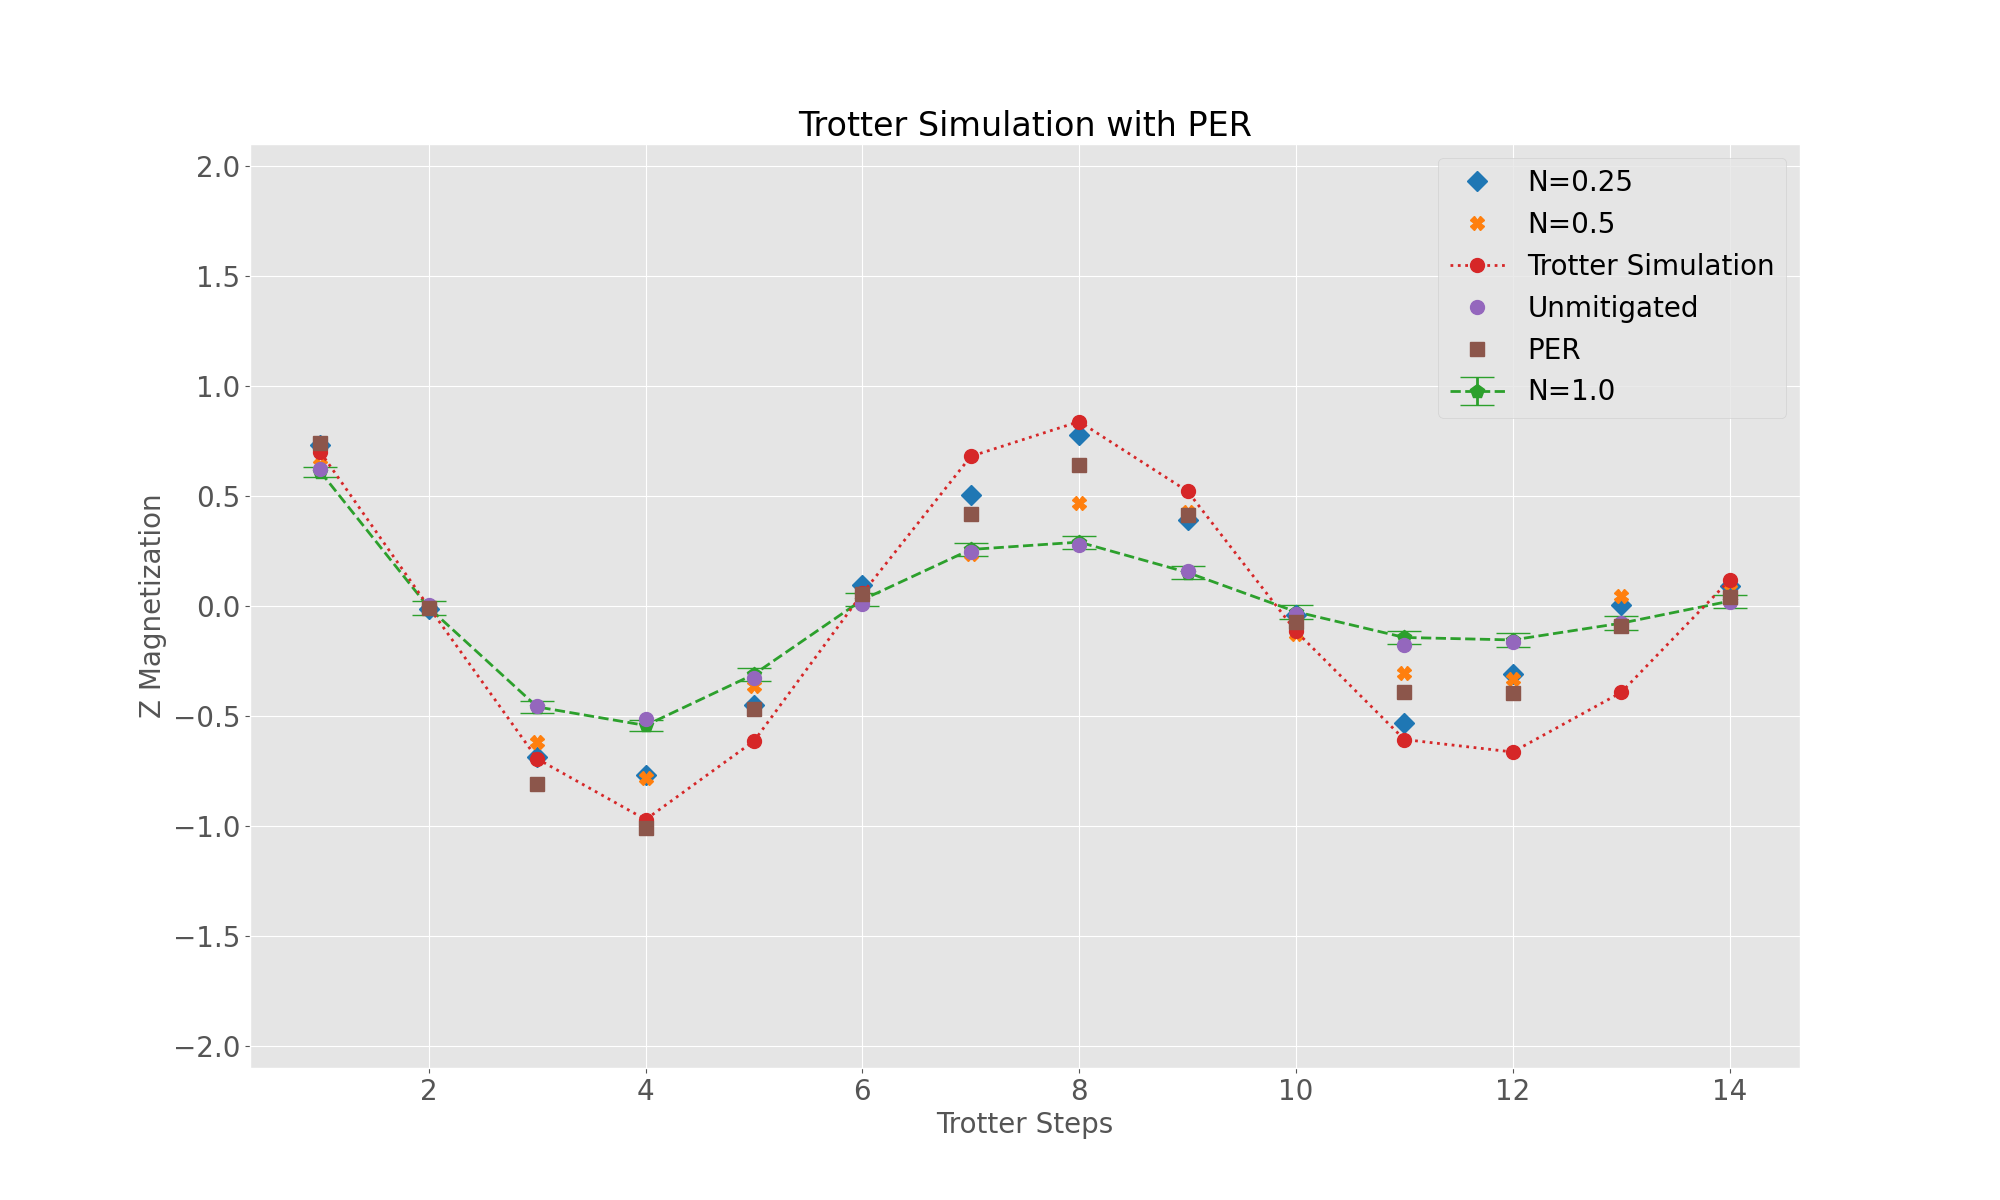 Trotter Simulation with PER
2.0
1.5
1.0
0.5
0.0
−0.5
−1.0
−1.5
−2.0
Z Magnetization
N=0.25
N=0.5
Trotter Simulation
Unmitigated
PER
N=1.0
2 4 6 8 10 12 14
Trotter Steps